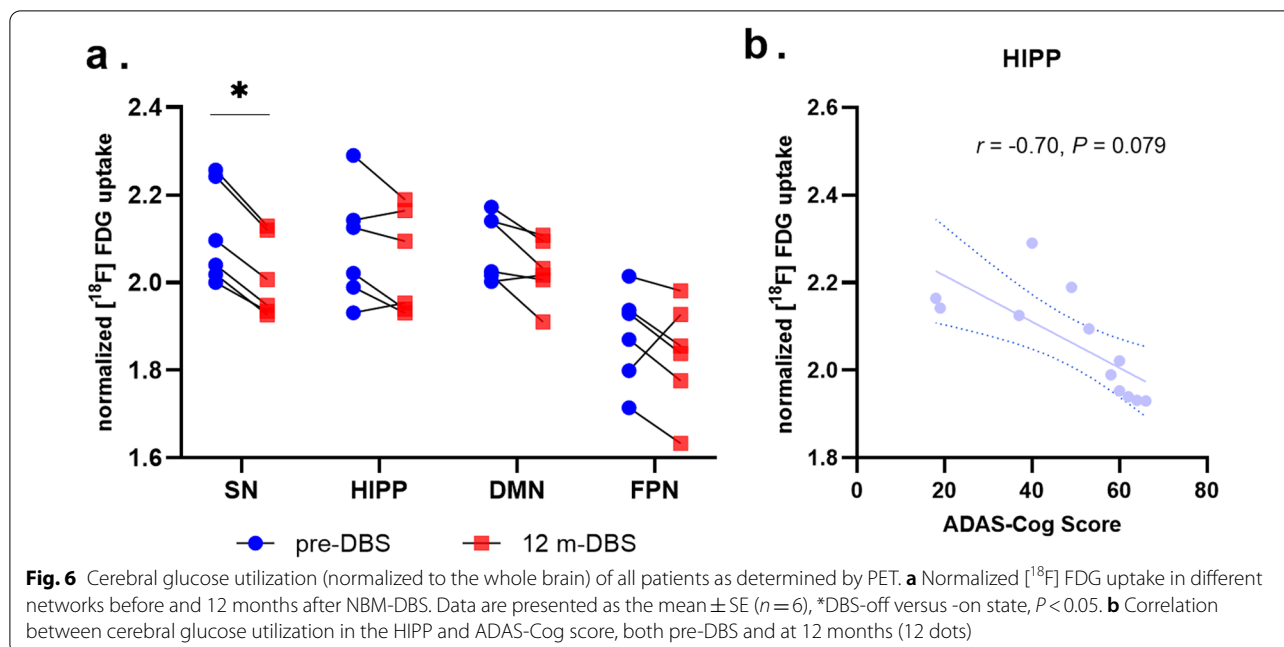 a.
*
normalized [¹⁸F] FDG uptake
2.4
2.2
2.0
1.8
1.6
SN HIPP DMN FPN
pre-DBS 12 m-DBS
b.
HIPP
r = -0.70, P = 0.079
normalized [¹⁸F] FDG uptake
2.6
2.4
2.2
2.0
1.8
0 20 40 60 80
ADAS-Cog Score
Fig. 6 Cerebral glucose utilization (normalized to the whole brain) of all patients as determined by PET. a Normalized [¹⁸F] FDG uptake in different
networks before and 12 months after NBM-DBS. Data are presented as the mean ± SE (n = 6), *DBS-off versus -on state, P < 0.05. b Correlation
between cerebral glucose utilization in the HIPP and ADAS-Cog score, both pre-DBS and at 12 months (12 dots)